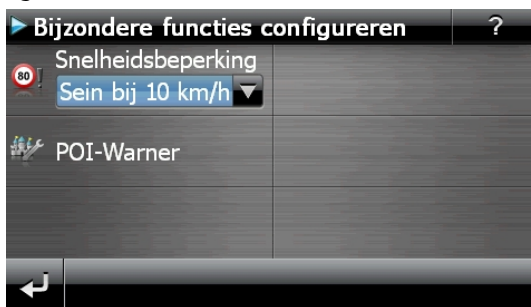 Bijzondere functies configureren ?
80
Snelheidsbeperking
Sein bij 10 km/h
POI-Warner